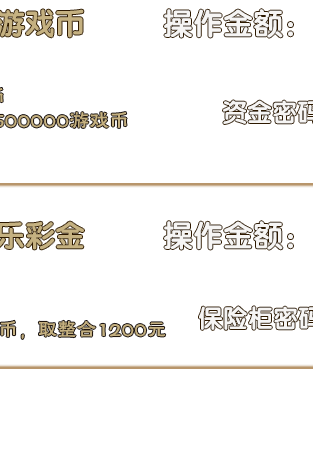 游戏币 操作金额：
500000游戏币
资金密码
乐彩金 操作金额：
保险柜密码
币，取整合1200元